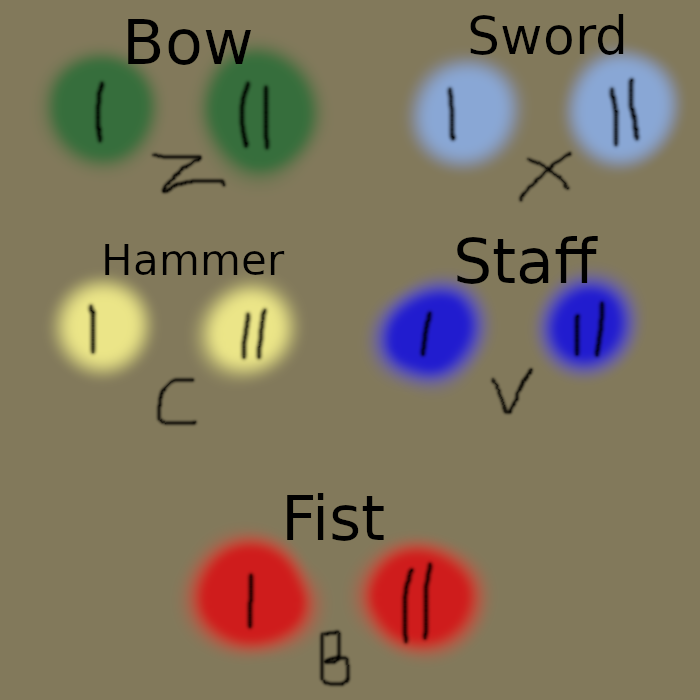 Bow Sword
I II I II
Z X
Hammer Staff
I II I II
C V
Fist
I II
B